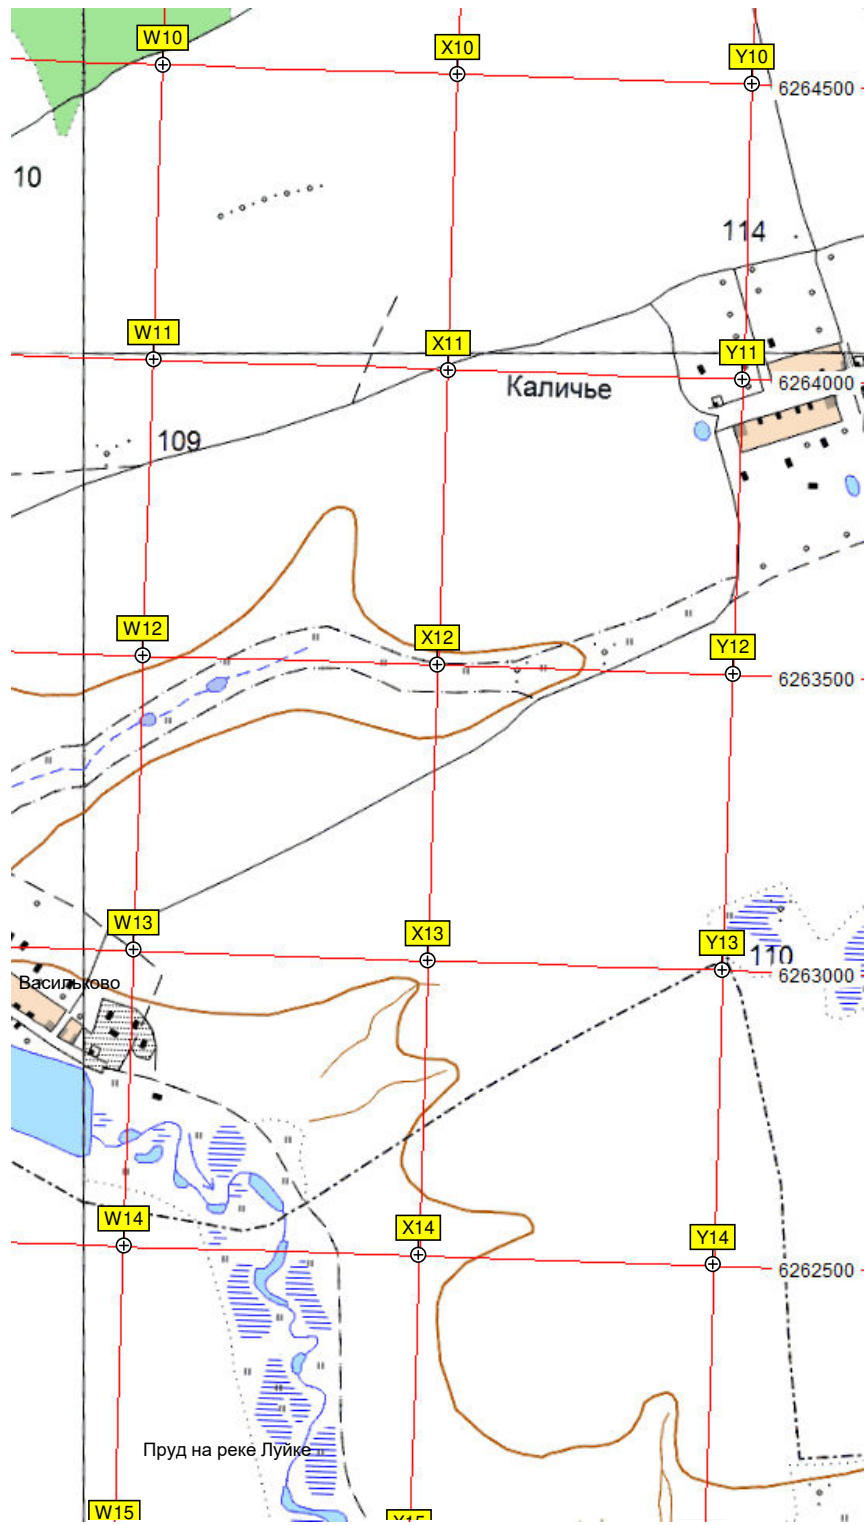 W10
X10
Y10
6264500
10
114
W11
X11
Y11
6264000
Каличье
109
W12
X12
Y12
6263500
W13
X13
Y13
110
6263000
Васильково
W14
X14
Y14
6262500
Пруд на реке Луйке
W15
X15